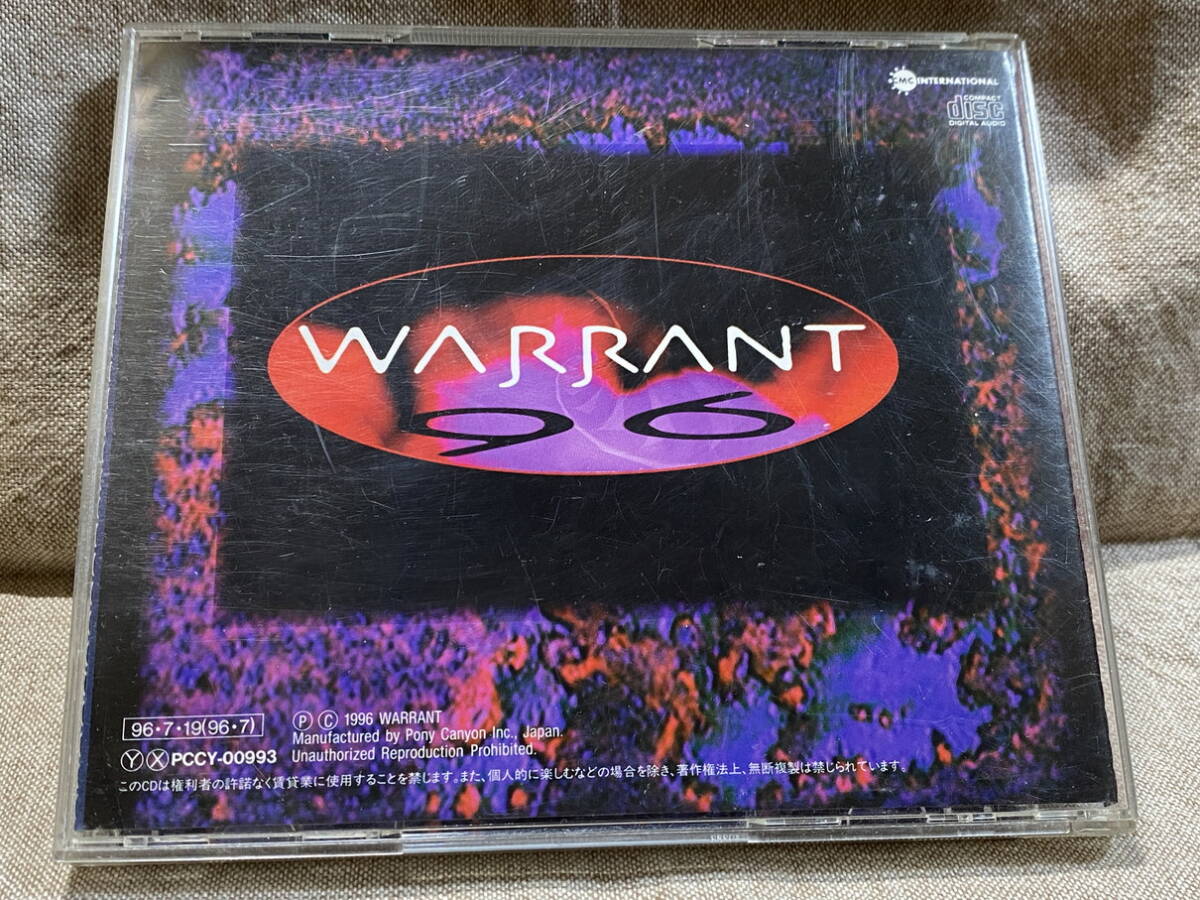 CMC INTERNATIONAL
COMPACT
disc
DIGITAL AUDIO
WARRANT
96
96・7・19(96・7)
Ⓟ Ⓒ 1996 WARRANT
Manufactured by Pony Canyon Inc., Japan.
Unauthorized Reproduction Prohibited.
ⓎⓍPCCY-00993
このCDは権利者の許諾なく賃貸業に使用することを禁じます。また、個人的に楽しむなどの場合を除き、著作権法上、無断複製は禁じられています。